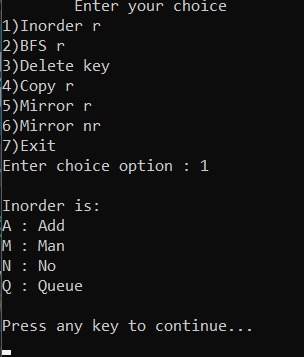 Enter your choice
1)Inorder r
2)BFS r
3)Delete key
4)Copy r
5)Mirror r
6)Mirror nr
7)Exit
Enter choice option : 1
Inorder is:
A : Add
M : Man
N : No
Q : Queue
Press any key to continue...